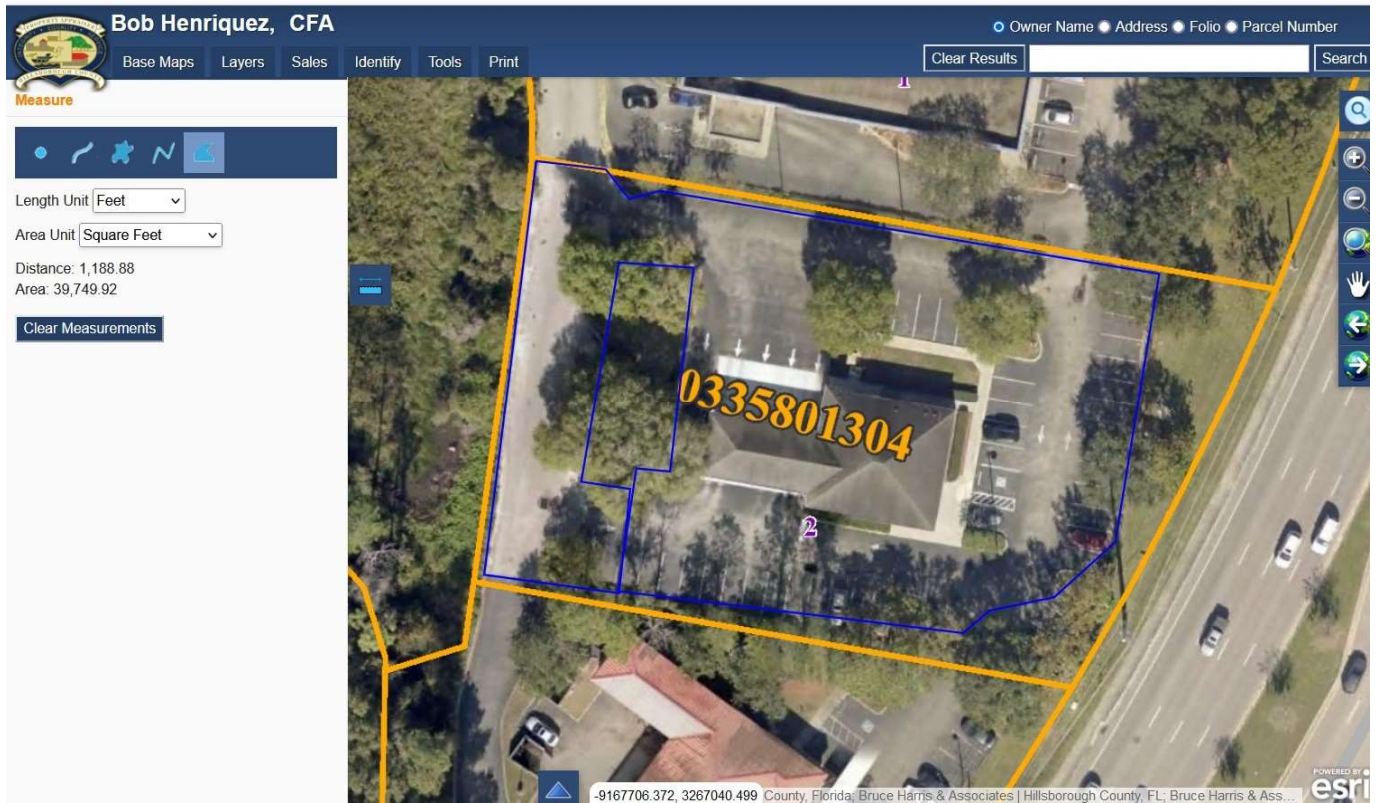 Bob Henriquez, CFA
Owner Name Address Folio Parcel Number
Base Maps Layers Sales Identify Tools Print
Clear Results Search
Measure
Length Unit Feet
Area Unit Square Feet
Distance: 1,188.88
Area: 39,749.92
Clear Measurements
1
0335801304
2
-9167706.372, 3267040.499 County, Florida; Bruce Harris & Associates | Hillsborough County, FL; Bruce Harris & Ass...
POWERED BY
esri